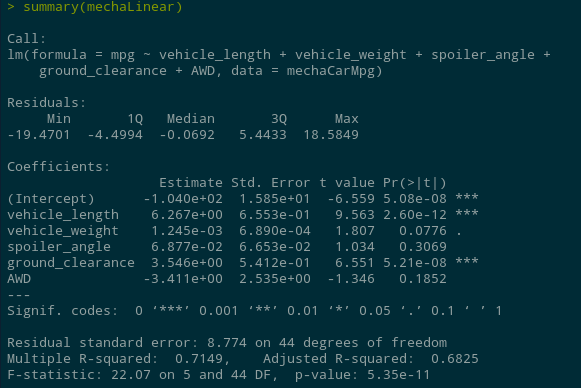 > summary(mechaLinear)
Call:
lm(formula = mpg ~ vehicle_length + vehicle_weight + spoiler_angle +
    ground_clearance + AWD, data = mechaCarMpg)
Residuals:
     Min       1Q   Median       3Q      Max
-19.4701  -4.4994  -0.0692   5.4433  18.5849
Coefficients:
                   Estimate Std. Error t value Pr(>|t|)
(Intercept)      -1.040e+02  1.585e+01  -6.559 5.08e-08 ***
vehicle_length    6.267e+00  6.553e-01   9.563 2.60e-12 ***
vehicle_weight    1.245e-03  6.890e-04   1.807   0.0776 .
spoiler_angle     6.877e-02  6.653e-02   1.034   0.3069
ground_clearance  3.546e+00  5.412e-01   6.551 5.21e-08 ***
AWD              -3.411e+00  2.535e+00  -1.346   0.1852
---
Signif. codes:  0 ‘***’ 0.001 ‘**’ 0.01 ‘*’ 0.05 ‘.’ 0.1 ‘ ’ 1
Residual standard error: 8.774 on 44 degrees of freedom
Multiple R-squared:  0.7149,    Adjusted R-squared:  0.6825
F-statistic: 22.07 on 5 and 44 DF,  p-value: 5.35e-11